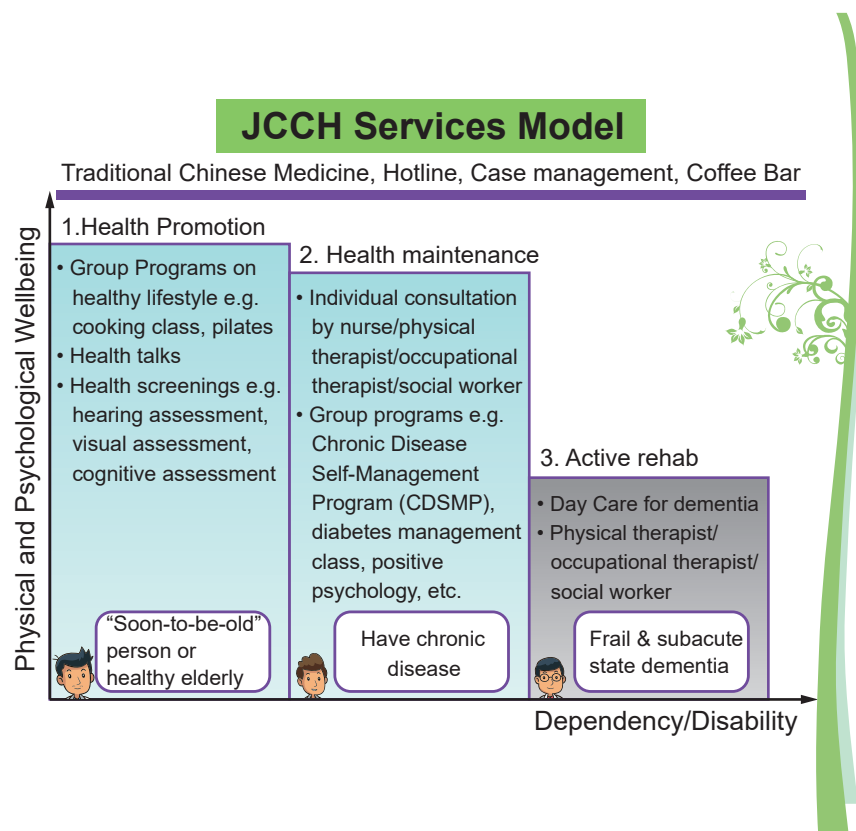 JCCH Services Model
Traditional Chinese Medicine, Hotline, Case management, Coffee Bar
Physical and Psychological Wellbeing
1.Health Promotion
• Group Programs on
healthy lifestyle e.g.
cooking class, pilates
• Health talks
• Health screenings e.g.
hearing assessment,
visual assessment,
cognitive assessment
“Soon-to-be-old”
person or
healthy elderly
2. Health maintenance
• Individual consultation
by nurse/physical
therapist/occupational
therapist/social worker
• Group programs e.g.
Chronic Disease
Self-Management
Program (CDSMP),
diabetes management
class, positive
psychology, etc.
Have chronic
disease
3. Active rehab
• Day Care for dementia
• Physical therapist/
occupational therapist/
social worker
Frail & subacute
state dementia
Dependency/Disability